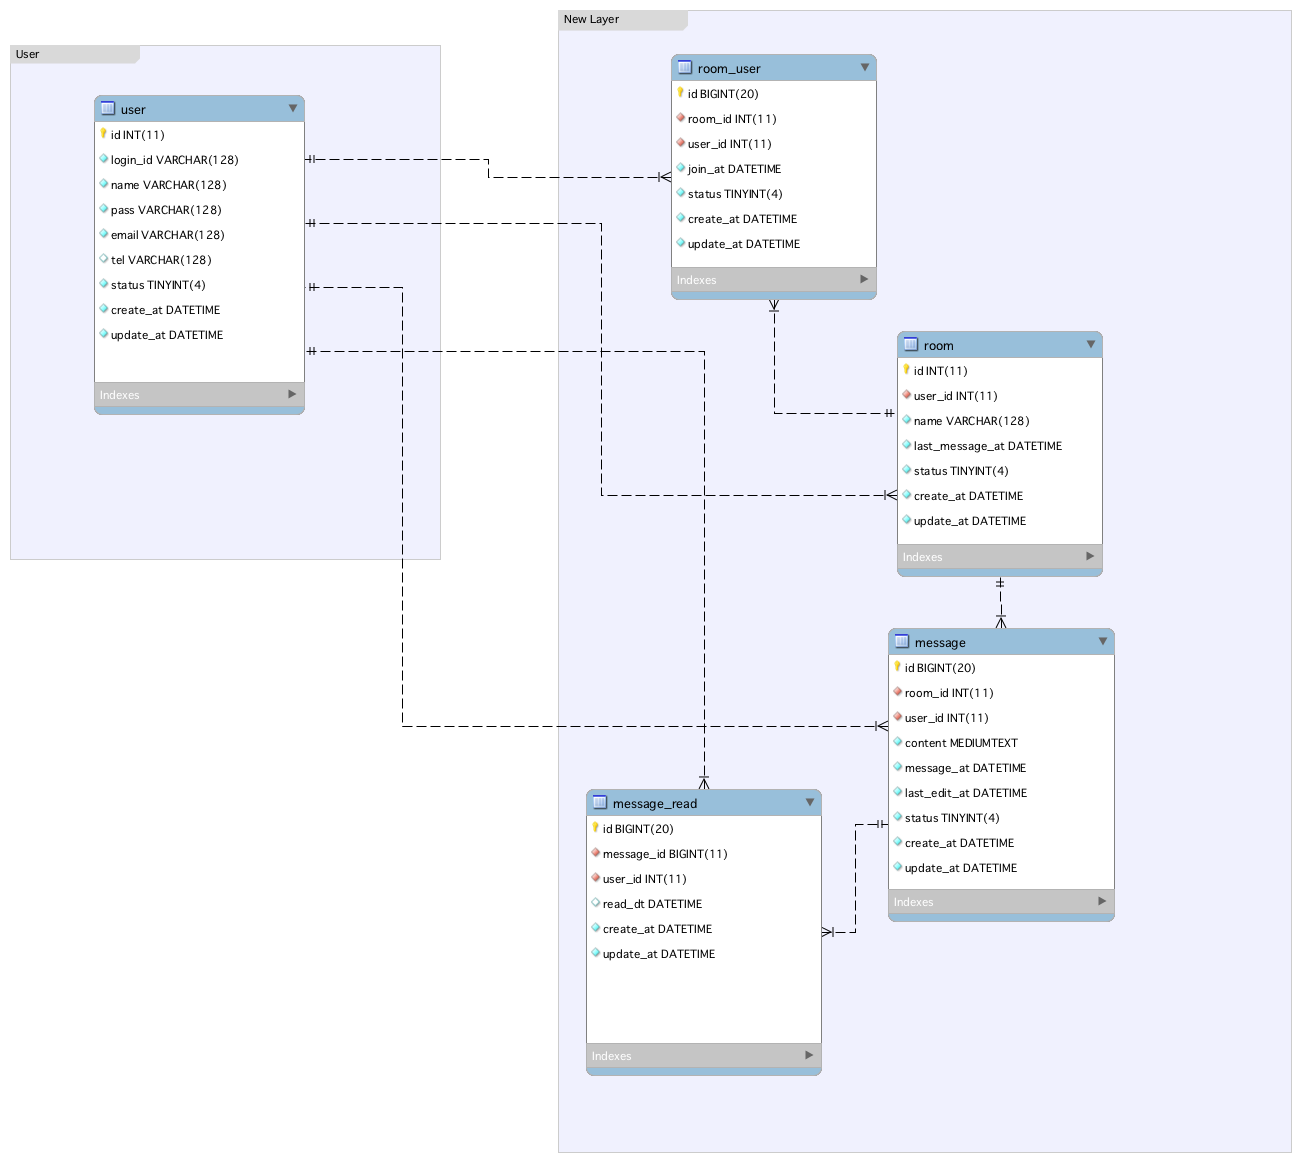 User
user
id INT(11)
login_id VARCHAR(128)
name VARCHAR(128)
pass VARCHAR(128)
email VARCHAR(128)
tel VARCHAR(128)
status TINYINT(4)
create_at DATETIME
update_at DATETIME
Indexes
New Layer
room_user
id BIGINT(20)
room_id INT(11)
user_id INT(11)
join_at DATETIME
status TINYINT(4)
create_at DATETIME
update_at DATETIME
Indexes
room
id INT(11)
user_id INT(11)
name VARCHAR(128)
last_message_at DATETIME
status TINYINT(4)
create_at DATETIME
update_at DATETIME
Indexes
message
id BIGINT(20)
room_id INT(11)
user_id INT(11)
content MEDIUMTEXT
message_at DATETIME
last_edit_at DATETIME
status TINYINT(4)
create_at DATETIME
update_at DATETIME
Indexes
message_read
id BIGINT(20)
message_id BIGINT(11)
user_id INT(11)
read_dt DATETIME
create_at DATETIME
update_at DATETIME
Indexes